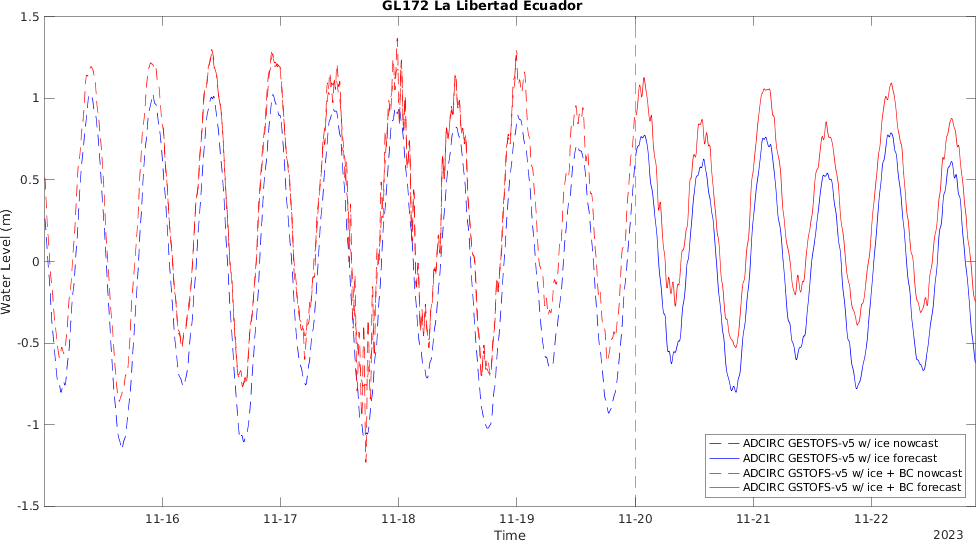 GL172 La Libertad Ecuador
1.5
1
0.5
0
-0.5
-1
-1.5
Water Level (m)
11-16 11-17 11-18 11-19 11-20 11-21 11-22
Time
2023
ADCIRC GESTOFS-v5 w/ ice nowcast
ADCIRC GESTOFS-v5 w/ ice forecast
ADCIRC GSTOFS-v5 w/ ice + BC nowcast
ADCIRC GSTOFS-v5 w/ ice + BC forecast